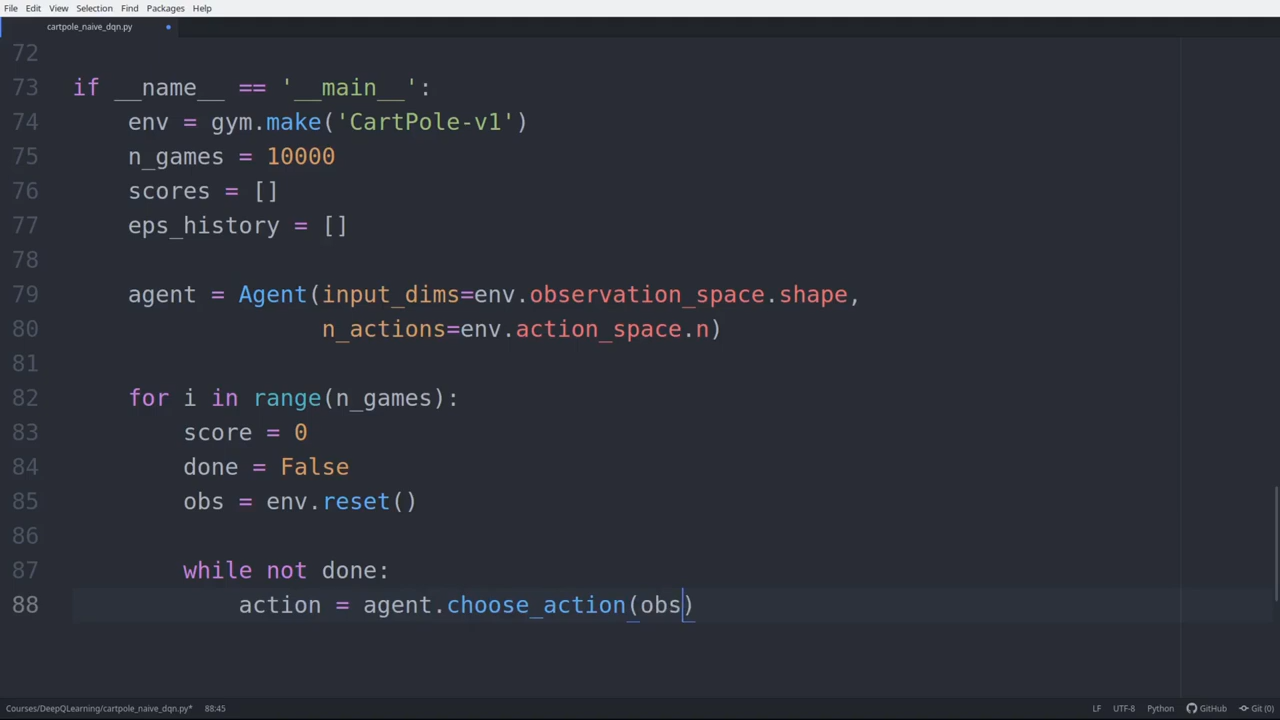 File Edit View Selection Find Packages Help
cartpole_naive_dqn.py
72
73 if __name__ == '__main__':
74 env = gym.make('CartPole-v1')
75 n_games = 10000
76 scores = []
77 eps_history = []
78
79 agent = Agent(input_dims=env.observation_space.shape,
80 n_actions=env.action_space.n)
81
82 for i in range(n_games):
83 score = 0
84 done = False
85 obs = env.reset()
86
87 while not done:
88 action = agent.choose_action(obs)
Courses/DeepQLearning/cartpole_naive_dqn.py* 88:45 LF UTF-8 Python GitHub Git (0)